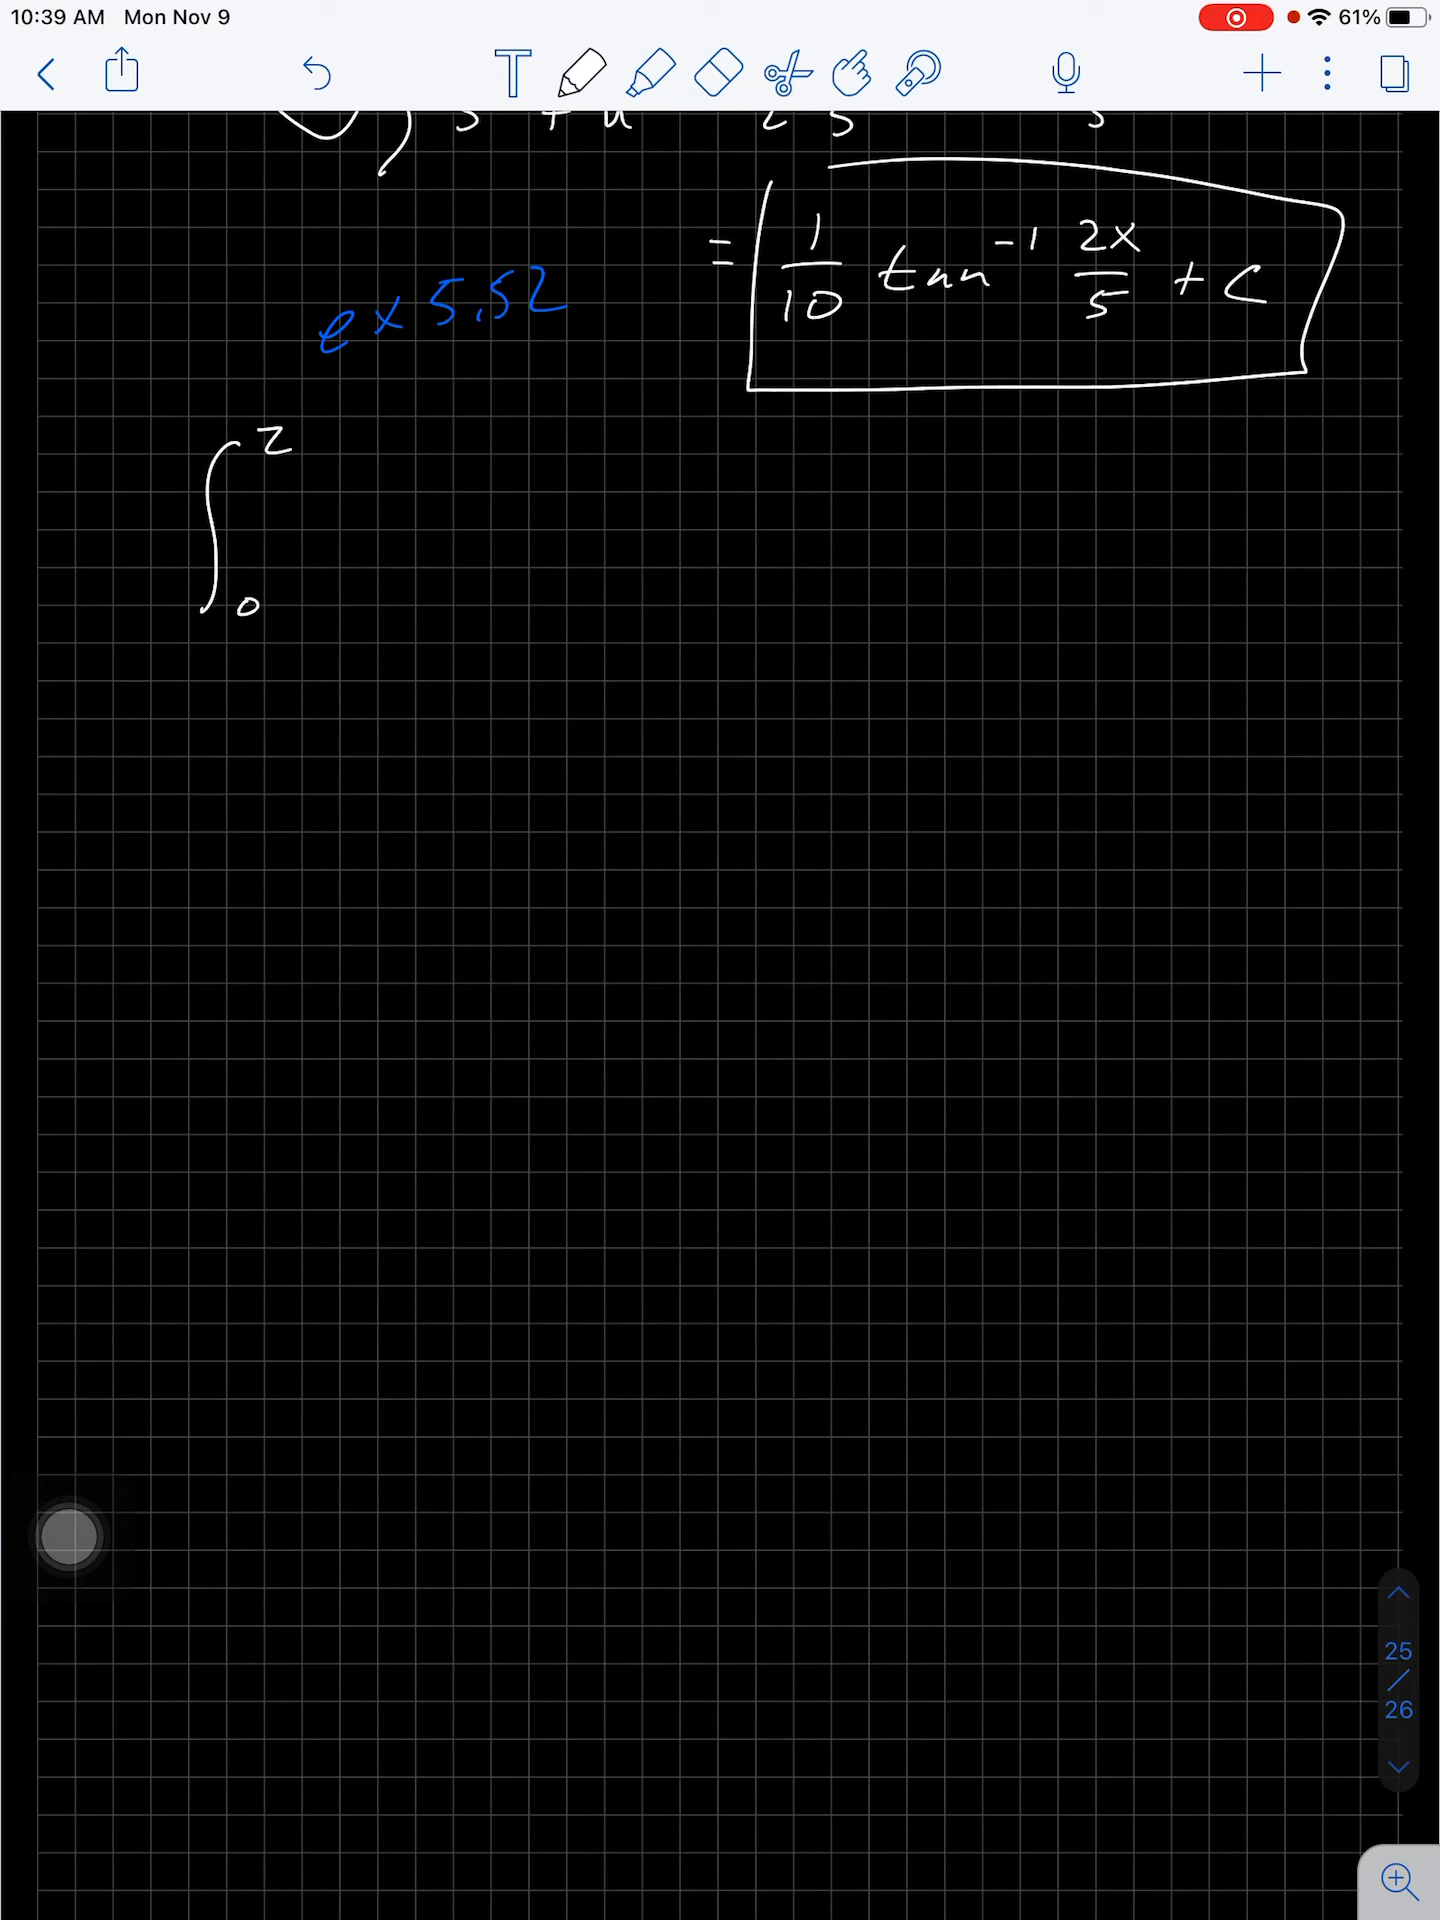 10:39 AM Mon Nov 9
61%
T
= 1/10 tan⁻¹ 2x/5 + C
ex 5.52
∫₀²
25
/
26